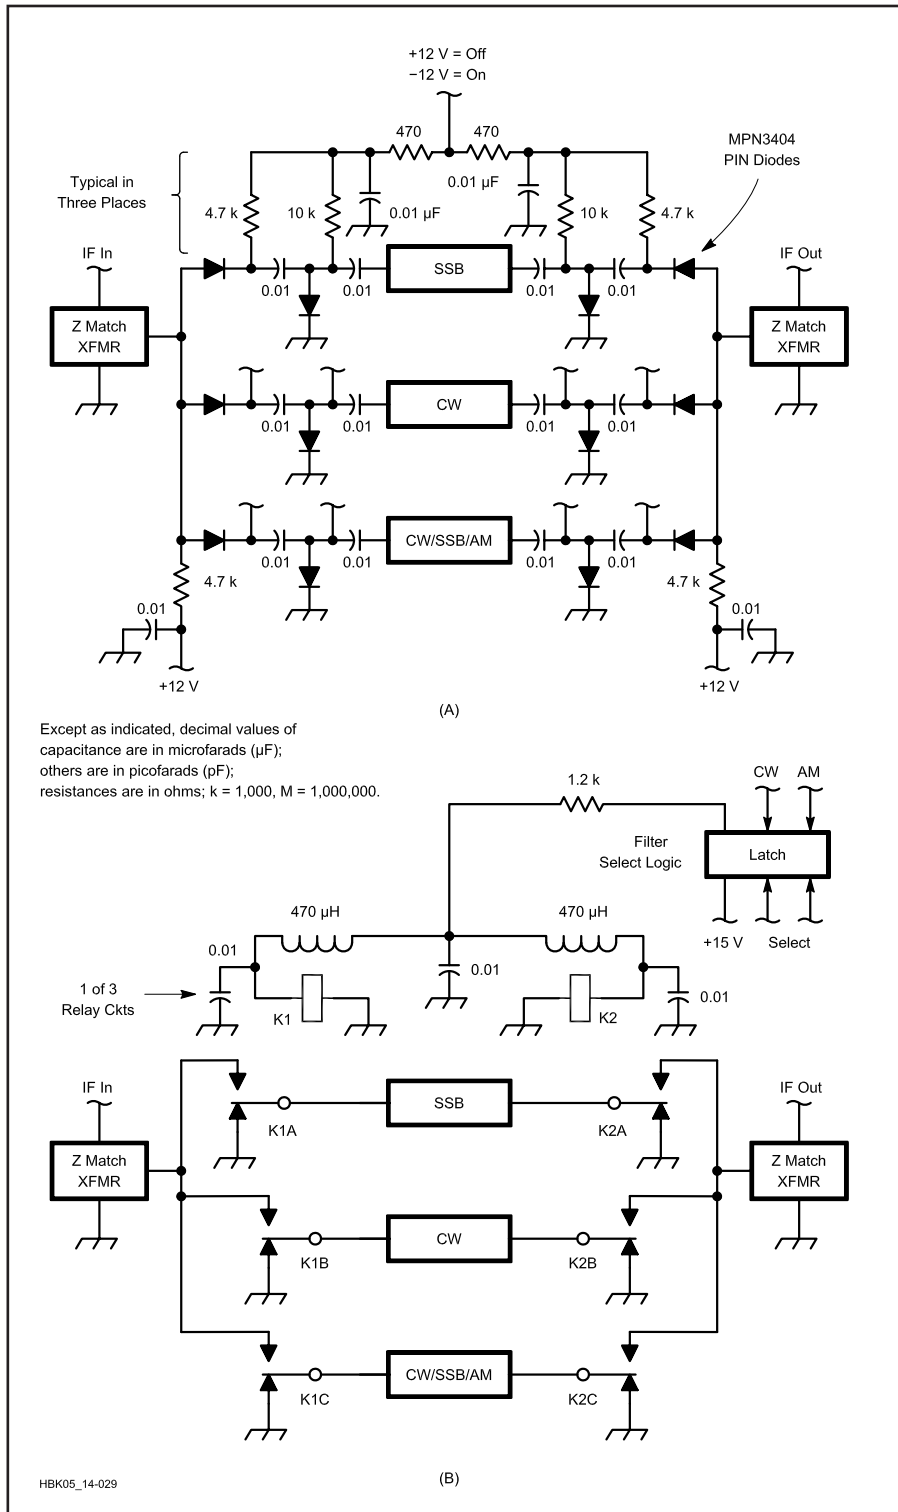 +12 V = Off
−12 V = On
470
470
MPN3404
PIN Diodes
Typical in
Three Places
0.01 µF
4.7 k
10 k
0.01 µF
10 k
4.7 k
IF In
SSB
IF Out
0.01
0.01
0.01
0.01
Z Match
XFMR
Z Match
XFMR
CW
0.01
0.01
0.01
0.01
CW/SSB/AM
0.01
0.01
0.01
0.01
4.7 k
4.7 k
0.01
0.01
+12 V
+12 V
(A)
Except as indicated, decimal values of
capacitance are in microfarads (µF);
others are in picofarads (pF);
resistances are in ohms; k = 1,000, M = 1,000,000.
1.2 k
CW
AM
Filter
Select Logic
Latch
470 µH
470 µH
+15 V
Select
0.01
0.01
0.01
1 of 3
Relay Ckts
K1
K2
IF In
SSB
IF Out
K1A
K2A
Z Match
XFMR
Z Match
XFMR
CW
K1B
K2B
CW/SSB/AM
K1C
K2C
HBK05_14-029
(B)